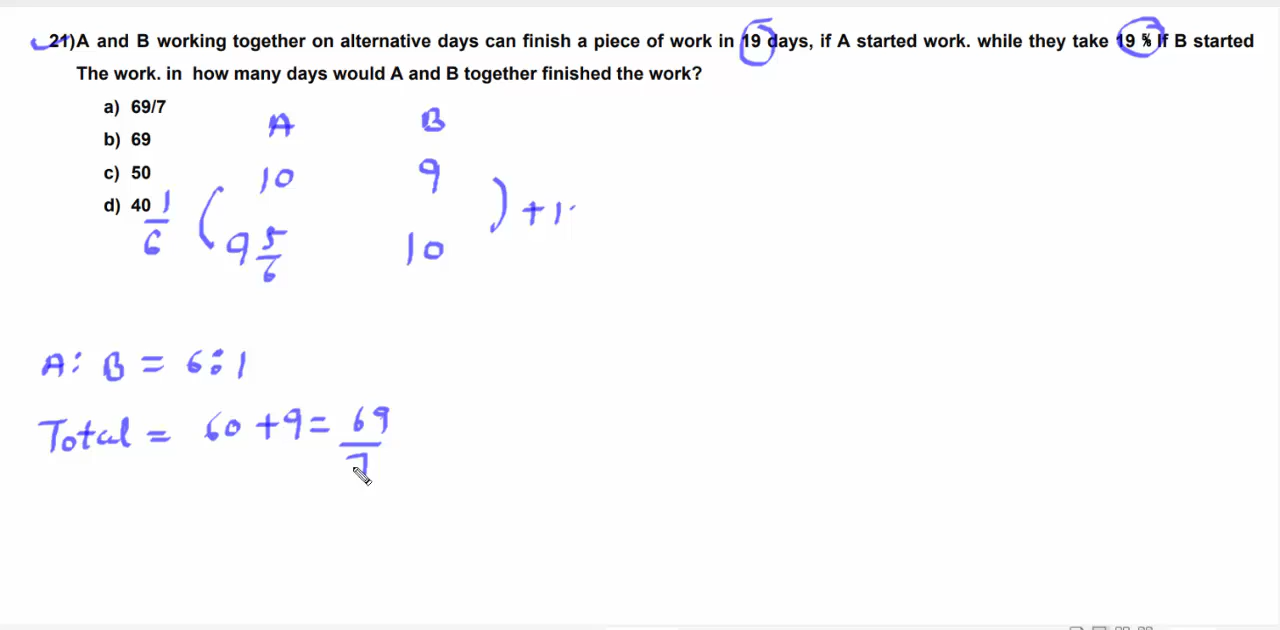 21)A and B working together on alternative days can finish a piece of work in 19 days, if A started work. while they take 19 ⅚ If B started
The work. in how many days would A and B together finished the work?
a) 69/7
b) 69
c) 50
d) 40
A B
10 9
1/6 ( 9 5/6 10 ) +1
A : B = 6 : 1
Total = 60 + 9 = 69/7